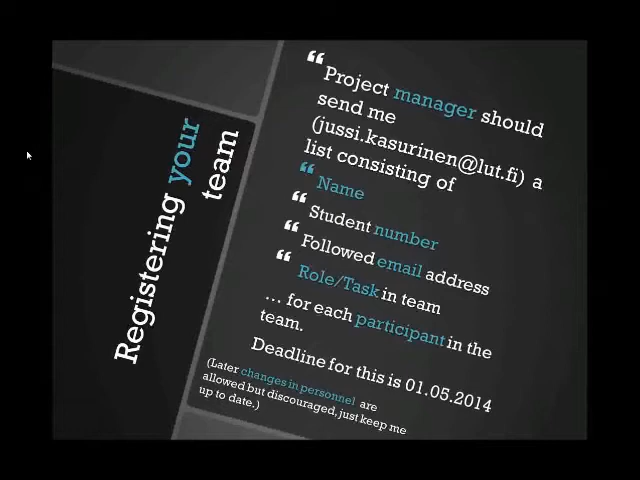 Registering your
team
“Project manager should
send me
(jussi.kasurinen@lut.fi) a
list consisting of
“ Name
“ Student number
“ Followed email address
“ Role/Task in team
... for each participant in the
team.
Deadline for this is 01.05.2014
(Later changes in personnel are
allowed but discouraged, just keep me
up to date.)